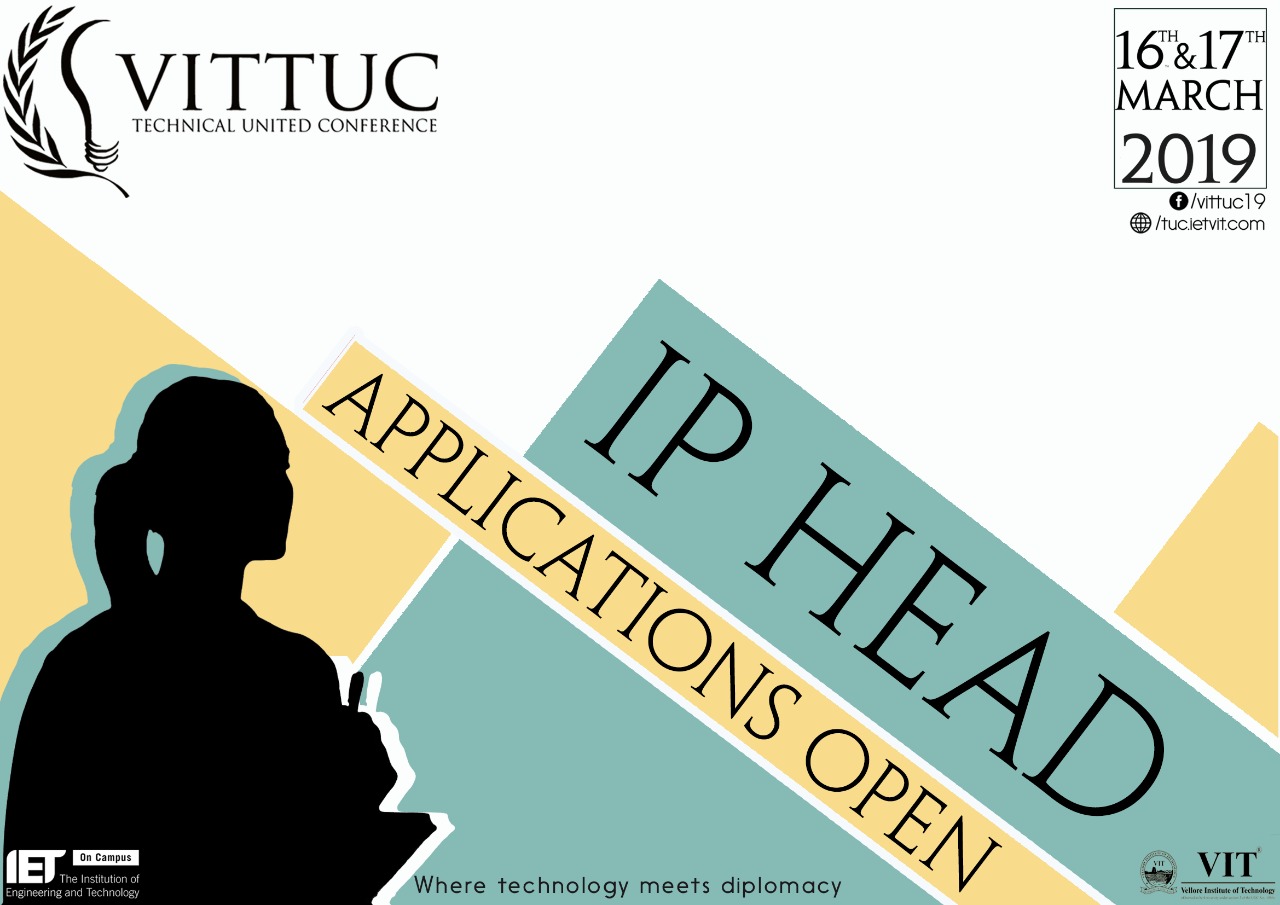 VITTUC
TECHNICAL UNITED CONFERENCE
16TH & 17TH
MARCH
2019
/vittuc19
/tuc.ietvit.com
IP HEAD
APPLICATIONS OPEN
IET On Campus
The Institution of
Engineering and Technology
Where technology meets diplomacy
VIT
VIT
Vellore Institute of Technology